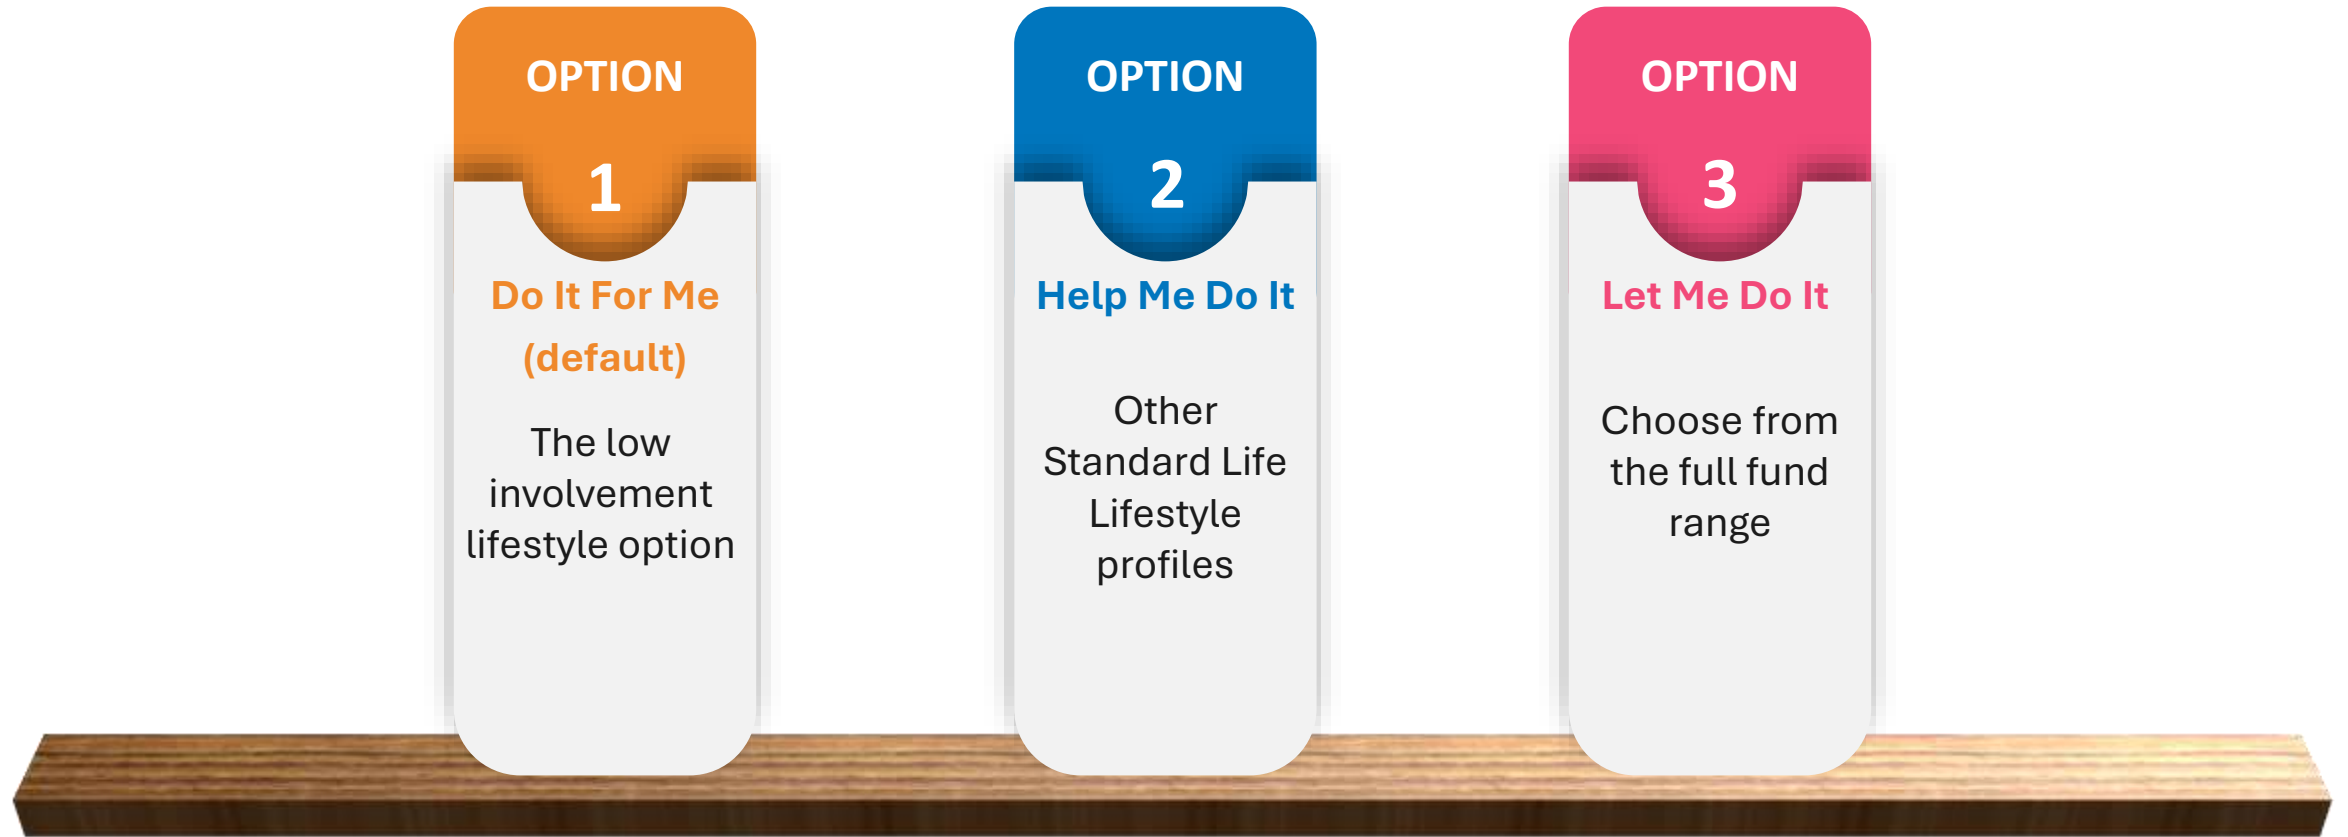 OPTION
1
Do It For Me
(default)
The low
involvement
lifestyle option
OPTION
2
Help Me Do It
Other
Standard Life
Lifestyle
profiles
OPTION
3
Let Me Do It
Choose from
the full fund
range